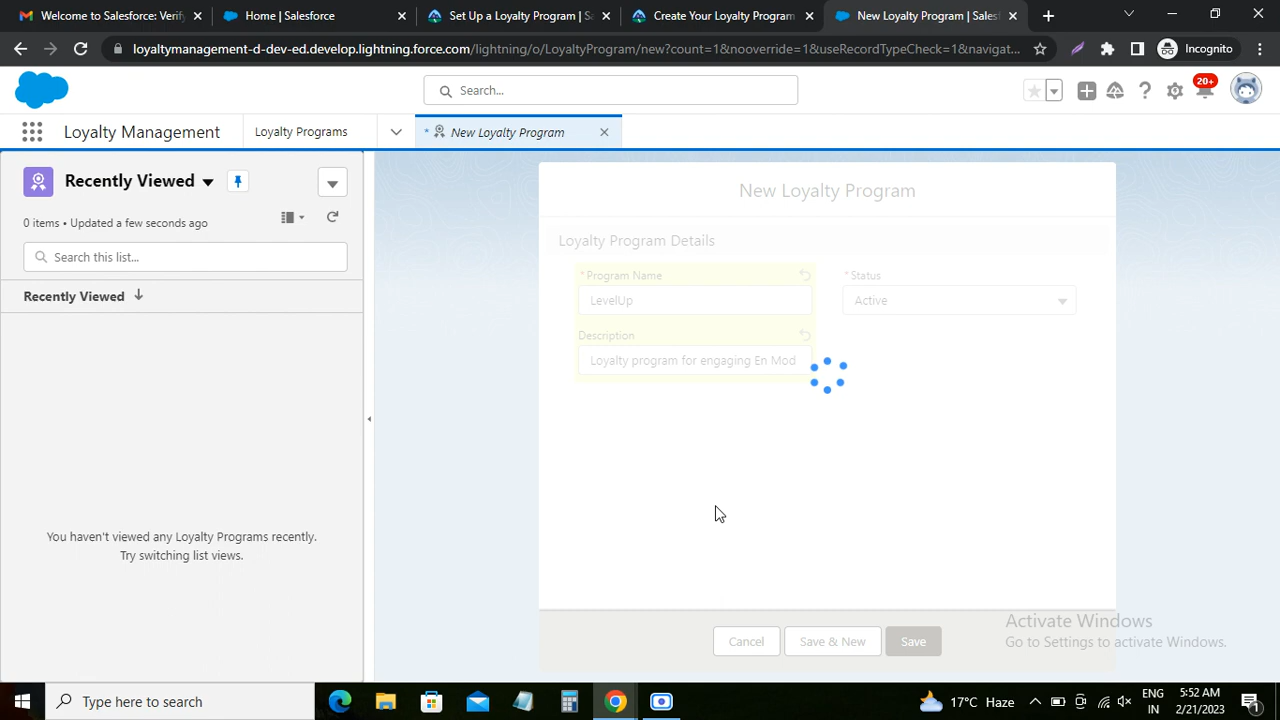 Welcome to Salesforce: Verify
Home | Salesforce
Set Up a Loyalty Program | Sa
Create Your Loyalty Program
New Loyalty Program | Sales
loyaltymanagement-d-dev-ed.develop.lightning.force.com/lightning/o/LoyaltyProgram/new?count=1&nooverride=1&useRecordTypeCheck=1&navigat...
Incognito
Search...
20+
Loyalty Management
Loyalty Programs
* New Loyalty Program
Recently Viewed
0 items • Updated a few seconds ago
Search this list...
Recently Viewed
You haven't viewed any Loyalty Programs recently.
Try switching list views.
New Loyalty Program
Loyalty Program Details
* Program Name
LevelUp
* Status
Active
Description
Loyalty program for engaging En Mod
Cancel
Save & New
Save
Activate Windows
Go to Settings to activate Windows.
Type here to search
17°C Haze
ENG
IN
5:52 AM
2/21/2023
1